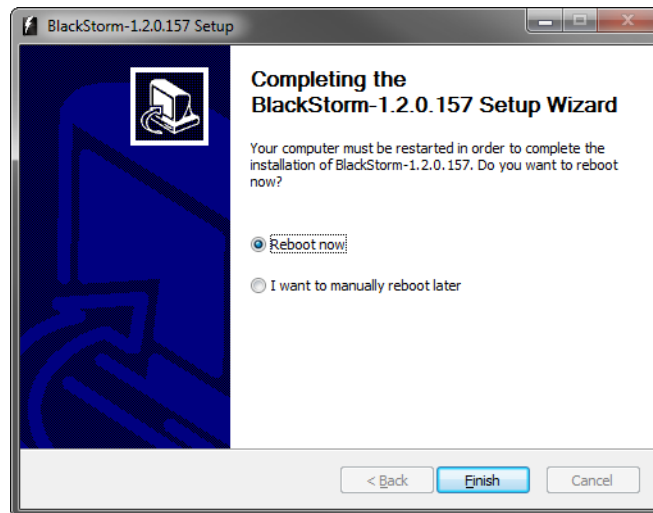 BlackStorm-1.2.0.157 Setup
Completing the
BlackStorm-1.2.0.157 Setup Wizard
Your computer must be restarted in order to complete the
installation of BlackStorm-1.2.0.157. Do you want to reboot
now?
Reboot now
I want to manually reboot later
< Back
Finish
Cancel